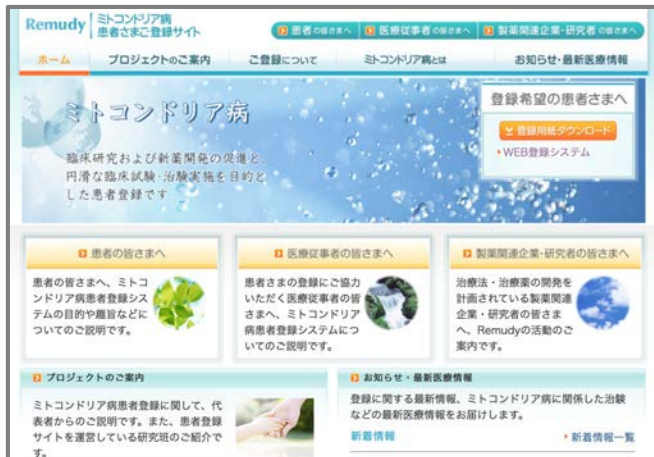 Remudy
ミトコンドリア病
患者さまご登録サイト
患者の皆さまへ
医療従事者の皆さまへ
製薬関連企業・研究者の皆さまへ
ホーム
プロジェクトのご案内
ご登録について
ミトコンドリア病とは
お知らせ・最新医療情報
ミトコンドリア病
臨床研究および新薬開発の促進と、
円滑な臨床試験・治験実施を目的と
した患者登録です
登録希望の患者さまへ
登録用紙ダウンロード
WEB登録システム
患者の皆さまへ
患者の皆さまへ、ミトコ
ンドリア病患者登録シス
テムの目的や趣旨などに
ついてのご説明です。
医療従事者の皆さまへ
患者さまの登録にご協力
いただく医療従事者の皆
さまへ、ミトコンドリア
病患者登録システムにつ
いてのご説明です。
製薬関連企業・研究者の皆さまへ
治療法・治療薬の開発を
計画されている製薬関連
企業・研究者の皆さま
へ、Remudyの活動のご
案内です。
プロジェクトのご案内
ミトコンドリア病患者登録に関して、代
表者からのご説明です。また、患者登録
サイトを運営している研究班のご紹介で
す。
お知らせ・最新医療情報
登録に関する最新情報、ミトコンドリア病に関係した治験
などの最新医療情報をお届けします。
新着情報
新着情報一覧